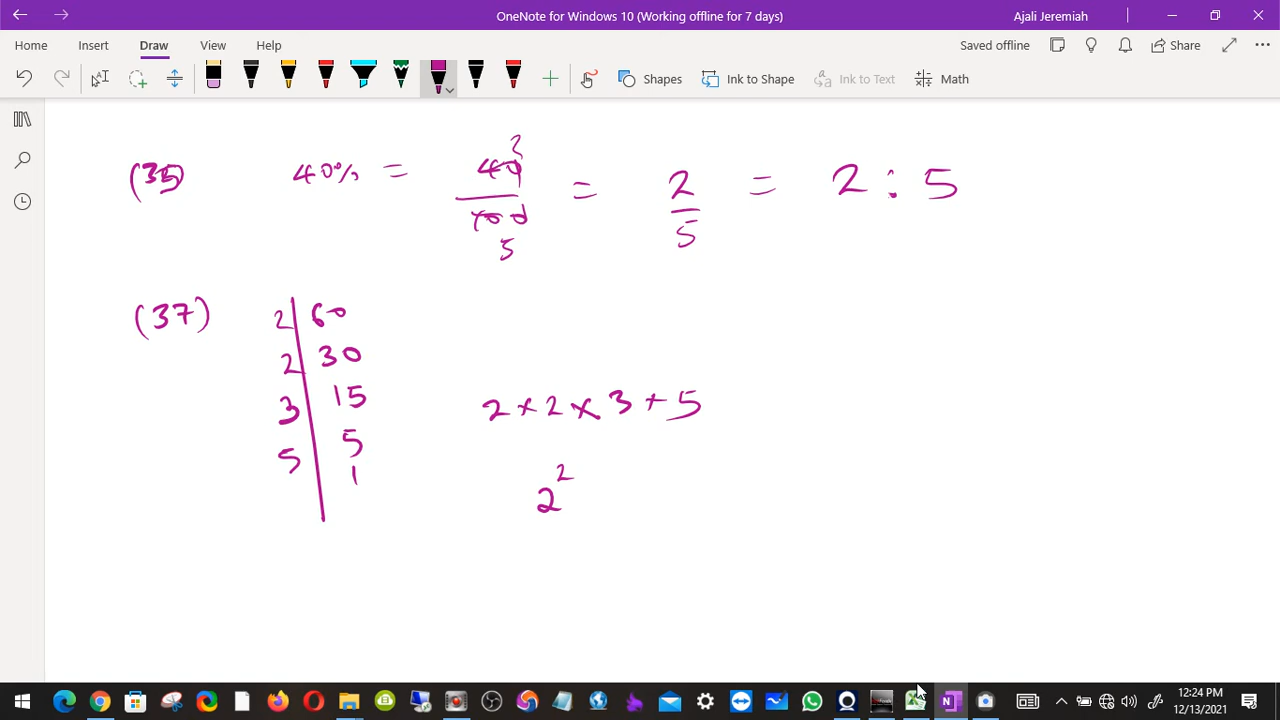 OneNote for Windows 10 (Working offline for 7 days)
Ajali Jeremiah
Home Insert Draw View Help
Saved offline Share
Shapes Ink to Shape Ink to Text Math
(35) 40% = 40/100 = 2/5 = 2 : 5
2
5
(37) 2 | 60
2 | 30
3 | 15
2 × 2 × 3 × 5
5 | 5
1
2²
12:24 PM
12/13/2021